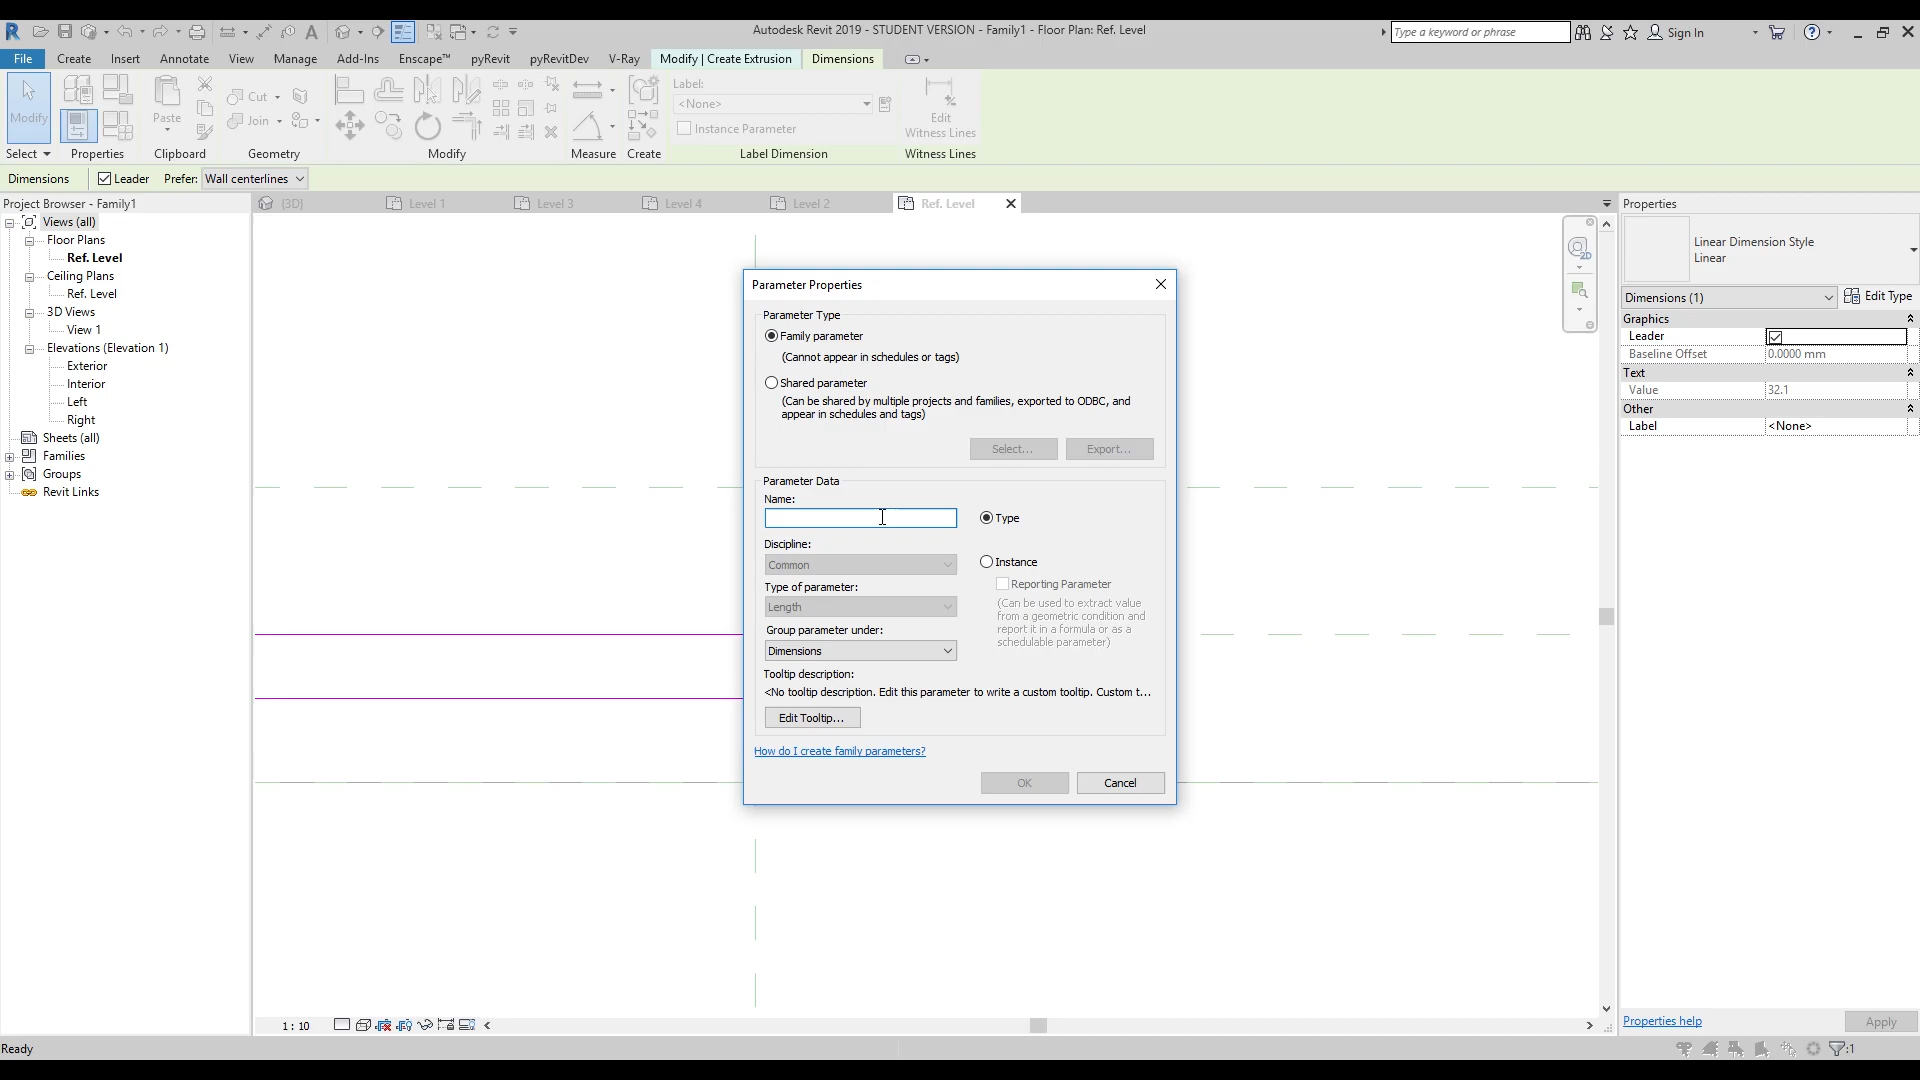 Autodesk Revit 2019 - STUDENT VERSION - Family1 - Floor Plan: Ref. Level
Type a keyword or phrase
Sign In
File Create Insert Annotate View Manage Add-Ins Enscape™ pyRevit pyRevitDev V-Ray Modify | Create Extrusion Dimensions
Modify
Paste
Cut
Join
Label:
<None>
Instance Parameter
Edit
Witness Lines
Select Properties Clipboard Geometry Modify Measure Create Label Dimension Witness Lines
Dimensions Leader Prefer: Wall centerlines
Project Browser - Family1
Views (all)
Floor Plans
Ref. Level
Ceiling Plans
Ref. Level
3D Views
View 1
Elevations (Elevation 1)
Exterior
Interior
Left
Right
Sheets (all)
Families
Groups
Revit Links
{3D} Level 1 Level 3 Level 4 Level 2 Ref. Level
Parameter Properties
Parameter Type
Family parameter
(Cannot appear in schedules or tags)
Shared parameter
(Can be shared by multiple projects and families, exported to ODBC, and
appear in schedules and tags)
Select... Export...
Parameter Data
Name:
Type
Discipline:
Common
Instance
Reporting Parameter
Type of parameter:
Length
(Can be used to extract value
from a geometric condition and
report it in a formula or as a
schedulable parameter)
Group parameter under:
Dimensions
Tooltip description:
<No tooltip description. Edit this parameter to write a custom tooltip. Custom t...
Edit Tooltip...
How do I create family parameters?
OK Cancel
2D
Properties
Linear Dimension Style
Linear
Dimensions (1) Edit Type
Graphics
Leader
Baseline Offset 0.0000 mm
Text
Value 32.1
Other
Label <None>
Properties help Apply
1 : 10
Ready
:1